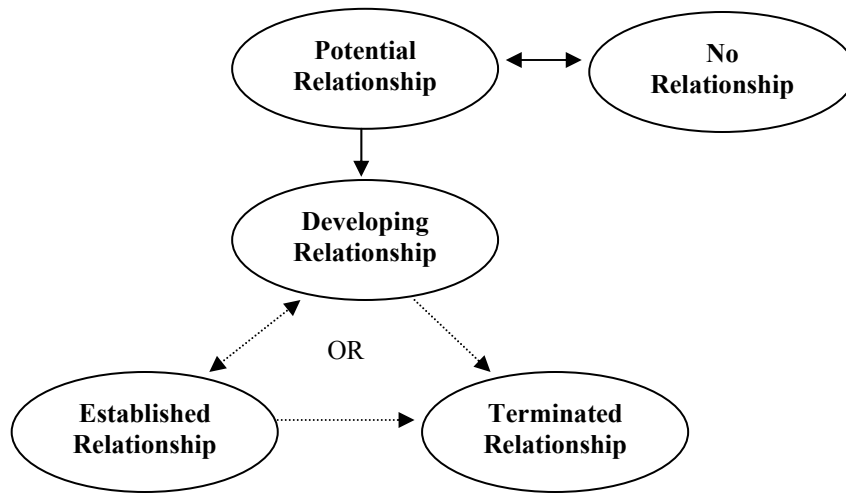 Potential
Relationship
No
Relationship
Developing
Relationship
OR
Established
Relationship
Terminated
Relationship